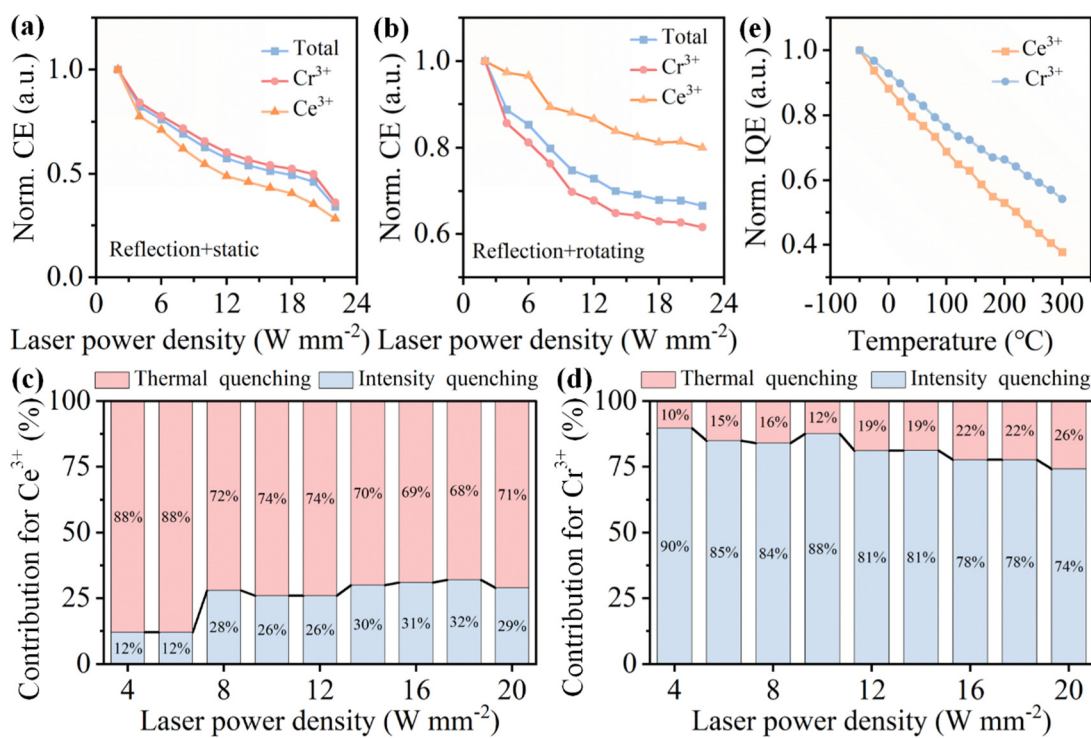 (a)
Total
Cr3+
Ce3+
Norm. CE (a.u.)
1.0
0.5
0.0
Reflection+static
0 6 12 18 24
Laser power density (W mm-2)
(b)
Total
Cr3+
Ce3+
Norm. CE (a.u.)
1.0
0.8
0.6
Reflection+rotating
0 6 12 18 24
Laser power density (W mm-2)
(e)
Ce3+
Cr3+
Norm. IQE (a.u.)
1.0
0.8
0.6
0.4
-100 0 100 200 300
Temperature (°C)
(c)
Thermal quenching Intensity quenching
Contribution for Ce3+ (%)
100
75
50
25
0
88% 88% 72% 74% 74% 70% 69% 68% 71%
12% 12% 28% 26% 26% 30% 31% 32% 29%
4 8 12 16 20
Laser power density (W mm-2)
(d)
Thermal quenching Intensity quenching
Contribution for Cr3+ (%)
100
75
50
25
0
10% 15% 16% 12% 19% 19% 22% 22% 26%
90% 85% 84% 88% 81% 81% 78% 78% 74%
4 8 12 16 20
Laser power density (W mm-2)